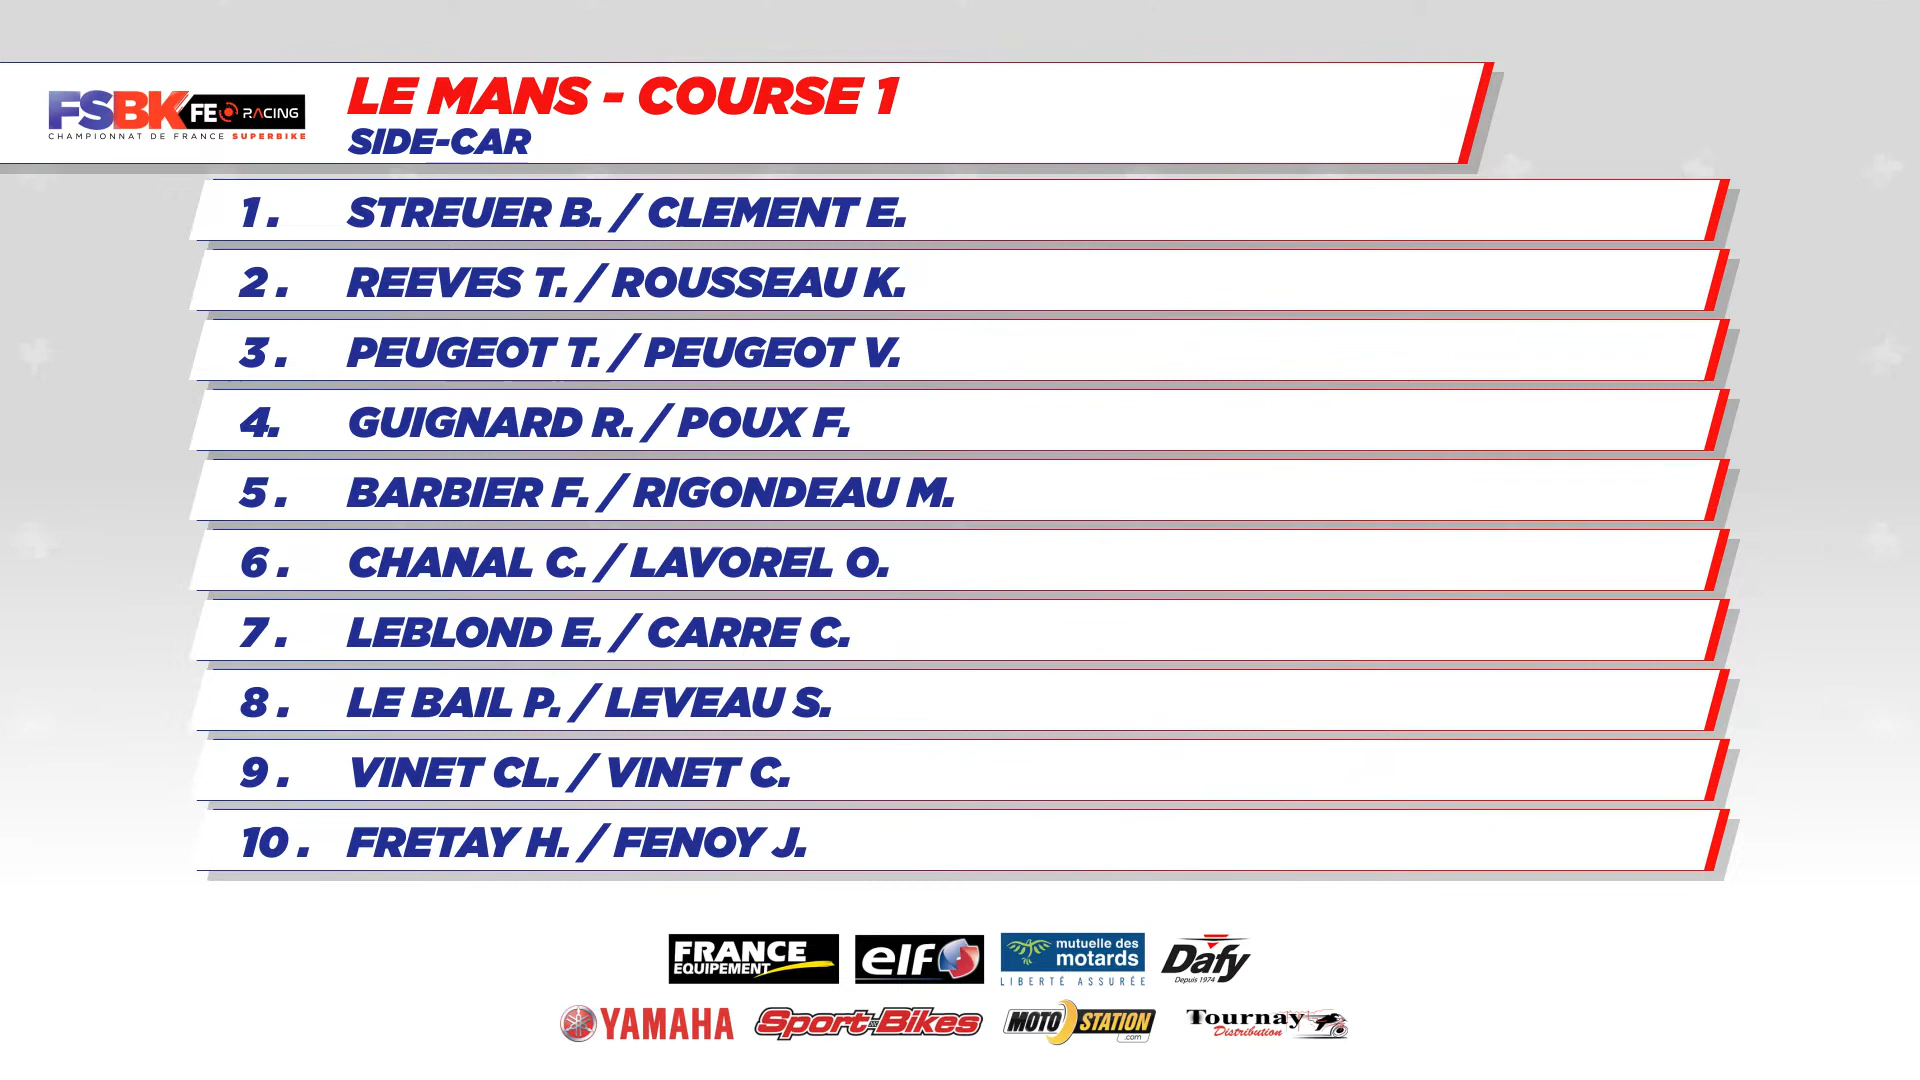 FSBK FE RACING
CHAMPIONNAT DE FRANCE SUPERBIKE
LE MANS - COURSE 1
SIDE-CAR
1. STREUER B. / CLEMENT E.
2. REEVES T. / ROUSSEAU K.
3. PEUGEOT T. / PEUGEOT V.
4. GUIGNARD R. / POUX F.
5. BARBIER F. / RIGONDEAU M.
6. CHANAL C. / LAVOREL O.
7. LEBLOND E. / CARRE C.
8. LE BAIL P. / LEVEAU S.
9. VINET CL. / VINET C.
10. FRETAY H. / FENOY J.
FRANCE
EQUIPEMENT
elf
mutuelle des
motards
LIBERTÉ ASSURÉE
Dafy
Depuis 1974
YAMAHA
Sport-Bikes
MOTO STATION
.com
Tournay
Distribution